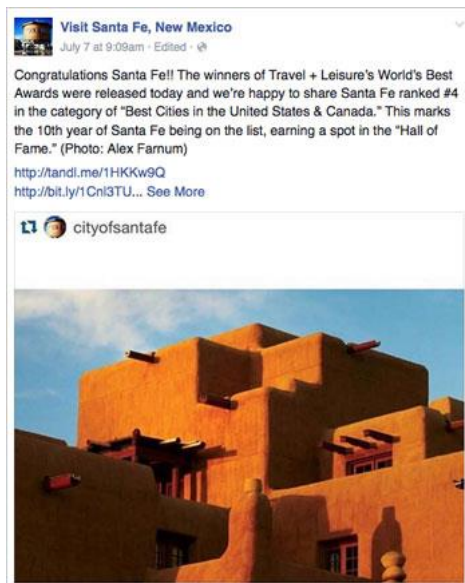 Visit Santa Fe, New Mexico
July 7 at 9:09am · Edited ·
Congratulations Santa Fe!! The winners of Travel + Leisure's World's Best
Awards were released today and we're happy to share Santa Fe ranked #4
in the category of "Best Cities in the United States & Canada." This marks
the 10th year of Santa Fe being on the list, earning a spot in the "Hall of
Fame." (Photo: Alex Farnum)
http://tandl.me/1HKKw9Q
http://bit.ly/1Cnl3TU... See More
cityofsantafe